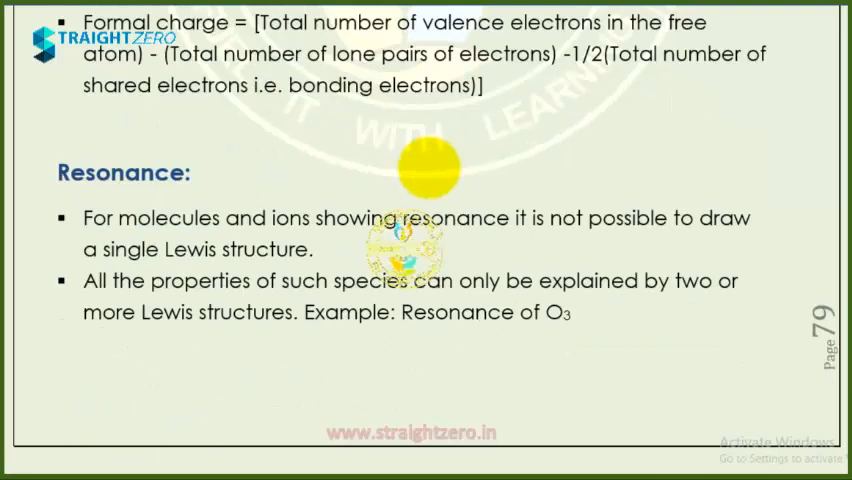 ▪ Formal charge = [Total number of valence electrons in the free
STRAIGHTZERO
atom) - (Total number of lone pairs of electrons) -1/2(Total number of
shared electrons i.e. bonding electrons)]
IT WITH LEARNING
Resonance:
▪ For molecules and ions showing resonance it is not possible to draw
a single Lewis structure.
▪ All the properties of such species can only be explained by two or
more Lewis structures. Example: Resonance of O₃
Page 79
www.straightzero.in
Activate Windows
Go to Settings to activate